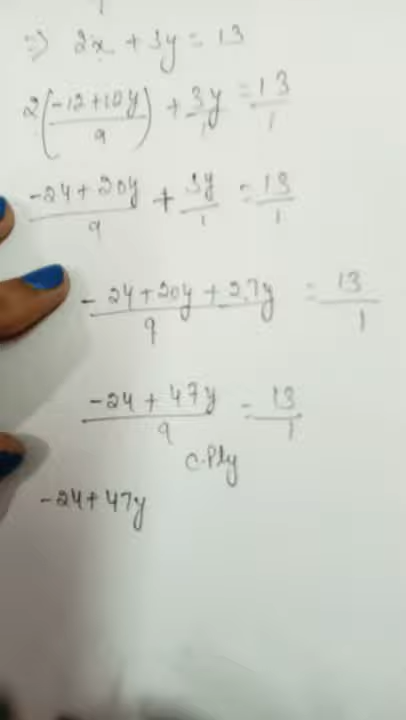 ⇒ 2x + 3y = 13
2(-12+10y/9) + 3y/1 = 13/1
-24+20y/9 + 3y/1 = 13/1
-24+20y+27y/9 = 13/1
-24+47y/9 = 13/1
C.Ply
-24+47y